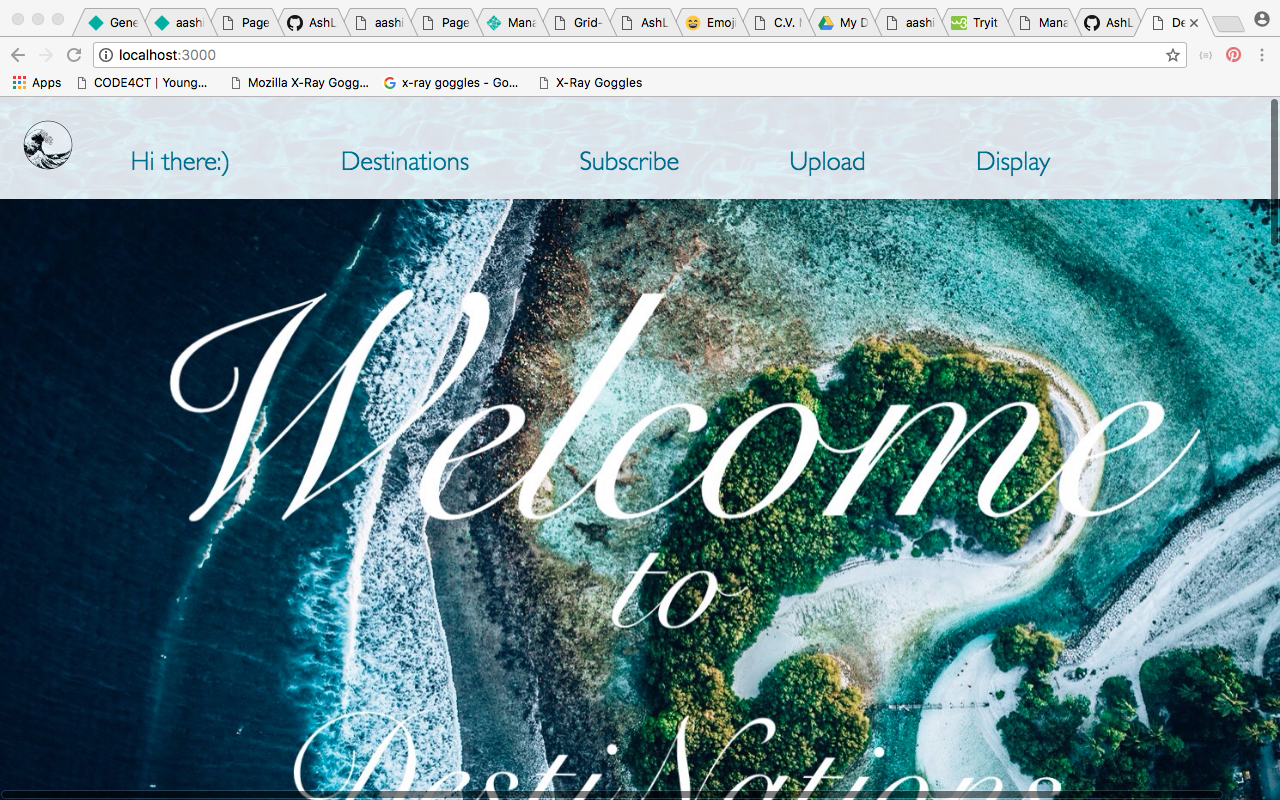 Gene
aashi
Page
AshL
aashi
Page
Mana
Grid-
AshL
Emoji
C.V.
My D
aashi
Tryit
Mana
AshL
De
localhost:3000
Apps
CODE4CT | Young...
Mozilla X-Ray Gogg...
x-ray goggles - Go...
X-Ray Goggles
Hi there:)
Destinations
Subscribe
Upload
Display
Welcome
to
DestiNations